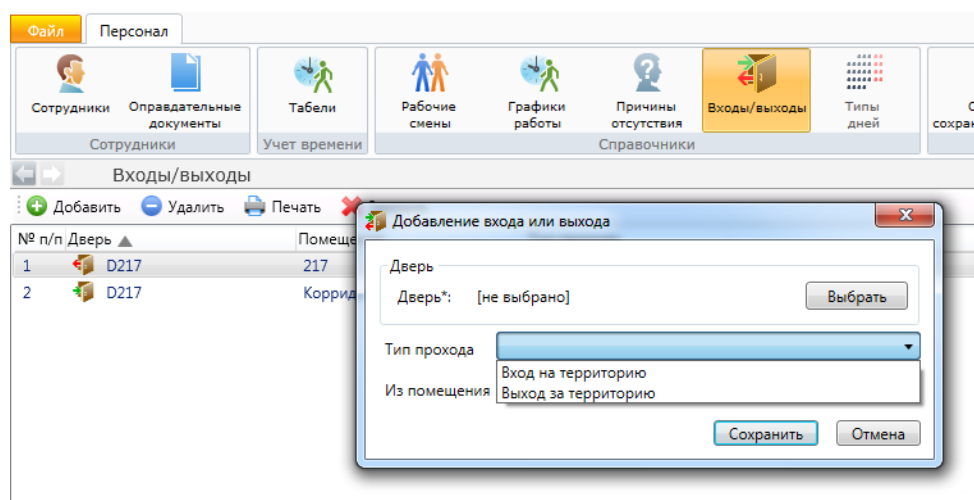 Файл Персонал
Сотрудники Оправдательные документы Табели Рабочие смены Графики работы Причины отсутствия Входы/выходы Типы дней
Сотрудники Учет времени Справочники
Входы/выходы
Добавить Удалить Печать
№ п/п Дверь
1 D217 217
2 D217
Добавление входа или выхода
Дверь
Дверь*: [не выбрано] Выбрать
Тип прохода
Вход на территорию
Из помещения Выход за территорию
Сохранить Отмена